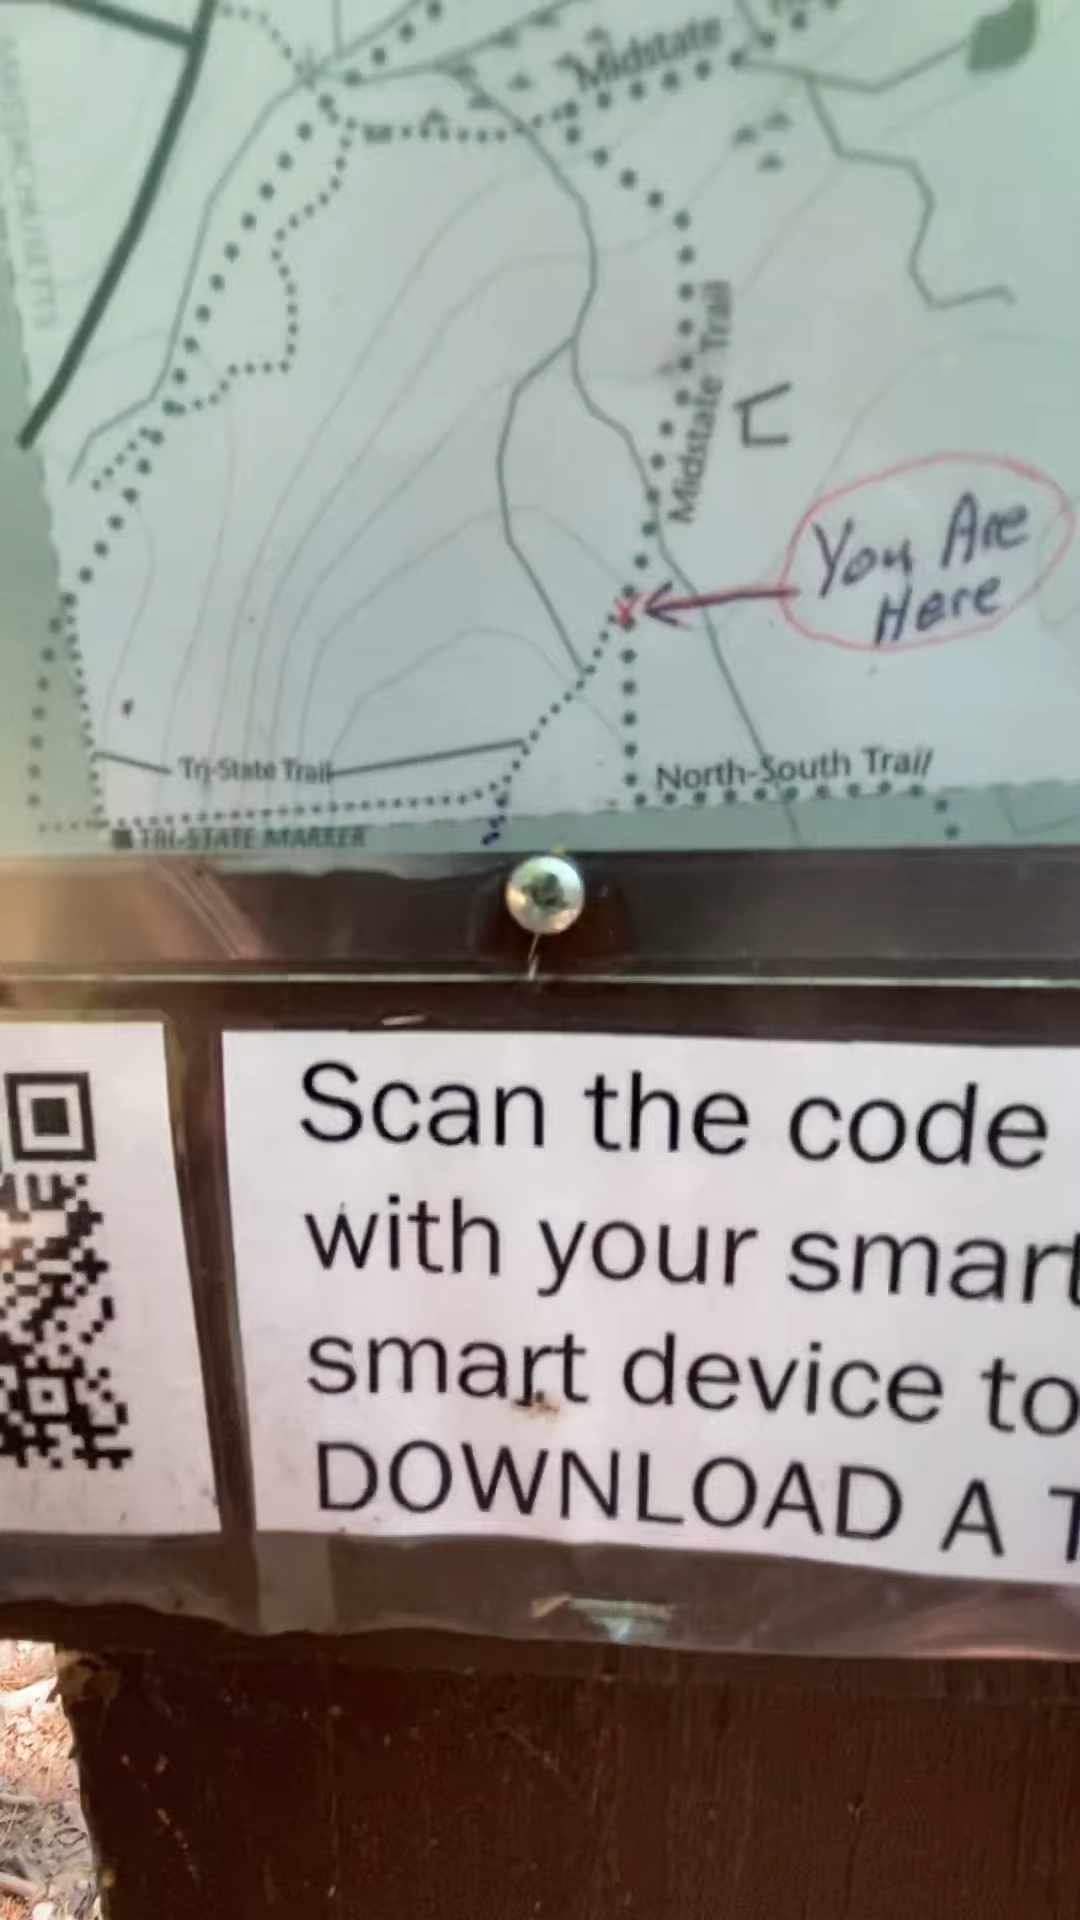 Midstate
Midstate Trail
You Are
Here
Tri-State Trail
North-South Trail
TRI-STATE MARKER
Scan the code
with your smart
smart device to
DOWNLOAD A T